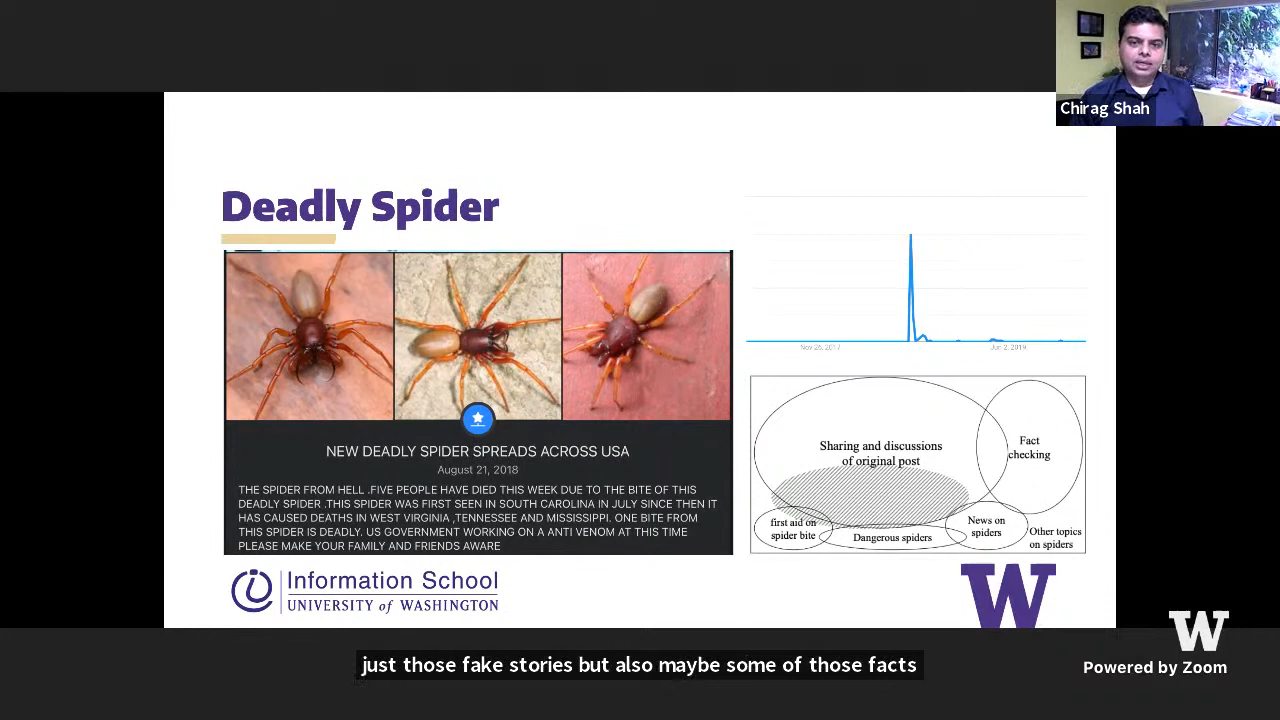 Chirag Shah
Deadly Spider
NEW DEADLY SPIDER SPREADS ACROSS USA
August 21, 2018
THE SPIDER FROM HELL .FIVE PEOPLE HAVE DIED THIS WEEK DUE TO THE BITE OF THIS
DEADLY SPIDER .THIS SPIDER WAS FIRST SEEN IN SOUTH CAROLINA IN JULY SINCE THEN IT
HAS CAUSED DEATHS IN WEST VIRGINIA ,TENNESSEE AND MISSISSIPPI. ONE BITE FROM
THIS SPIDER IS DEADLY. US GOVERNMENT WORKING ON A ANTI VENOM AT THIS TIME
PLEASE MAKE YOUR FAMILY AND FRIENDS AWARE
Nov 26, 2017
Jun 2, 2019
Sharing and discussions
of original post
Fact
checking
first aid on
spider bite
Dangerous spiders
News on
spiders
Other topics
on spiders
Information School
UNIVERSITY of WASHINGTON
W
W
Powered by Zoom
just those fake stories but also maybe some of those facts